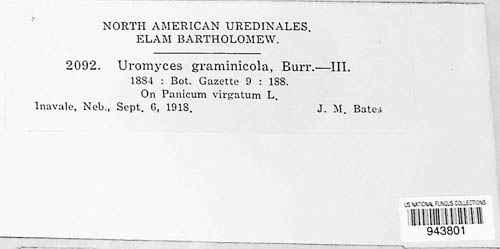 NORTH AMERICAN UREDINALES.
ELAM BARTHOLOMEW.
2092. Uromyces graminicola, Burr.—III.
1884 : Bot. Gazette 9 : 188.
On Panicum virgatum L.
Inavale, Neb., Sept. 6, 1918. J. M. Bates
US NATIONAL FUNGUS COLLECTIONS
943801